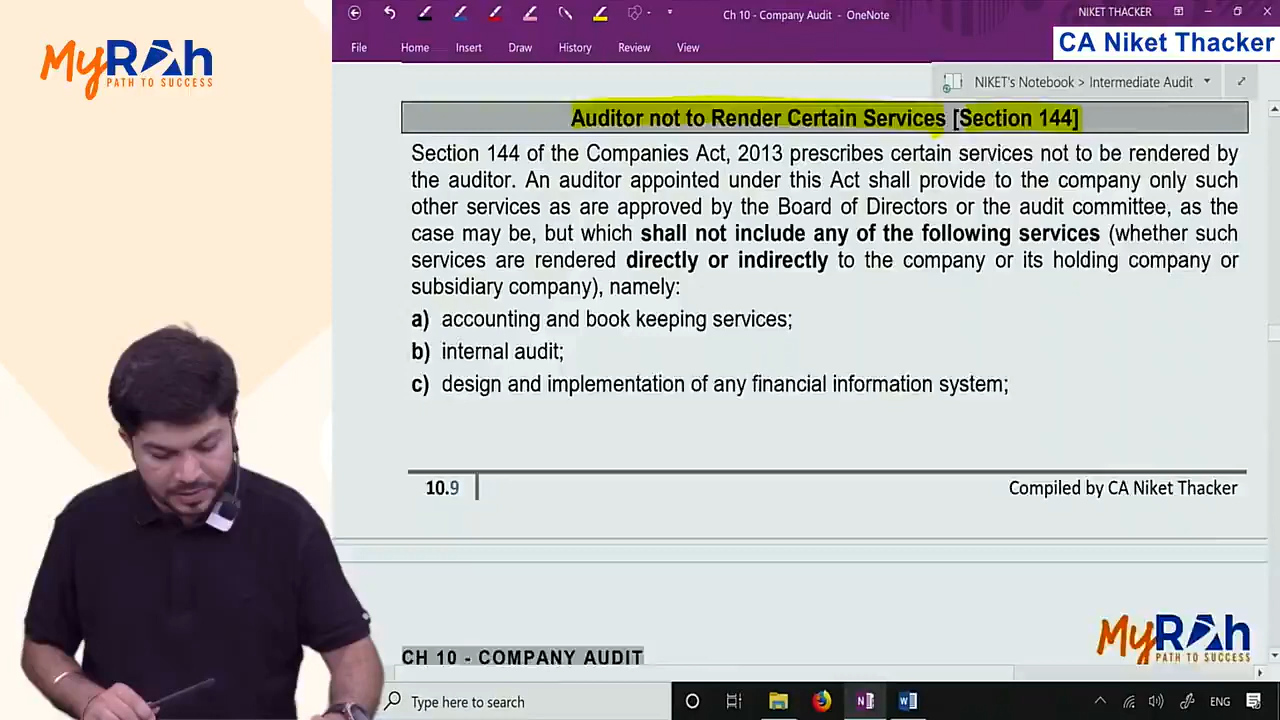 MyRAh
PATH TO SUCCESS
Ch 10 - Company Audit - OneNote
NIKET THACKER
File Home Insert Draw History Review View
CA Niket Thacker
NIKET's Notebook > Intermediate Audit
Auditor not to Render Certain Services [Section 144]
Section 144 of the Companies Act, 2013 prescribes certain services not to be rendered by
the auditor. An auditor appointed under this Act shall provide to the company only such
other services as are approved by the Board of Directors or the audit committee, as the
case may be, but which shall not include any of the following services (whether such
services are rendered directly or indirectly to the company or its holding company or
subsidiary company), namely:
a) accounting and book keeping services;
b) internal audit;
c) design and implementation of any financial information system;
10.9
Compiled by CA Niket Thacker
MyRAh
PATH TO SUCCESS
CH 10 - COMPANY AUDIT
Type here to search
ENG